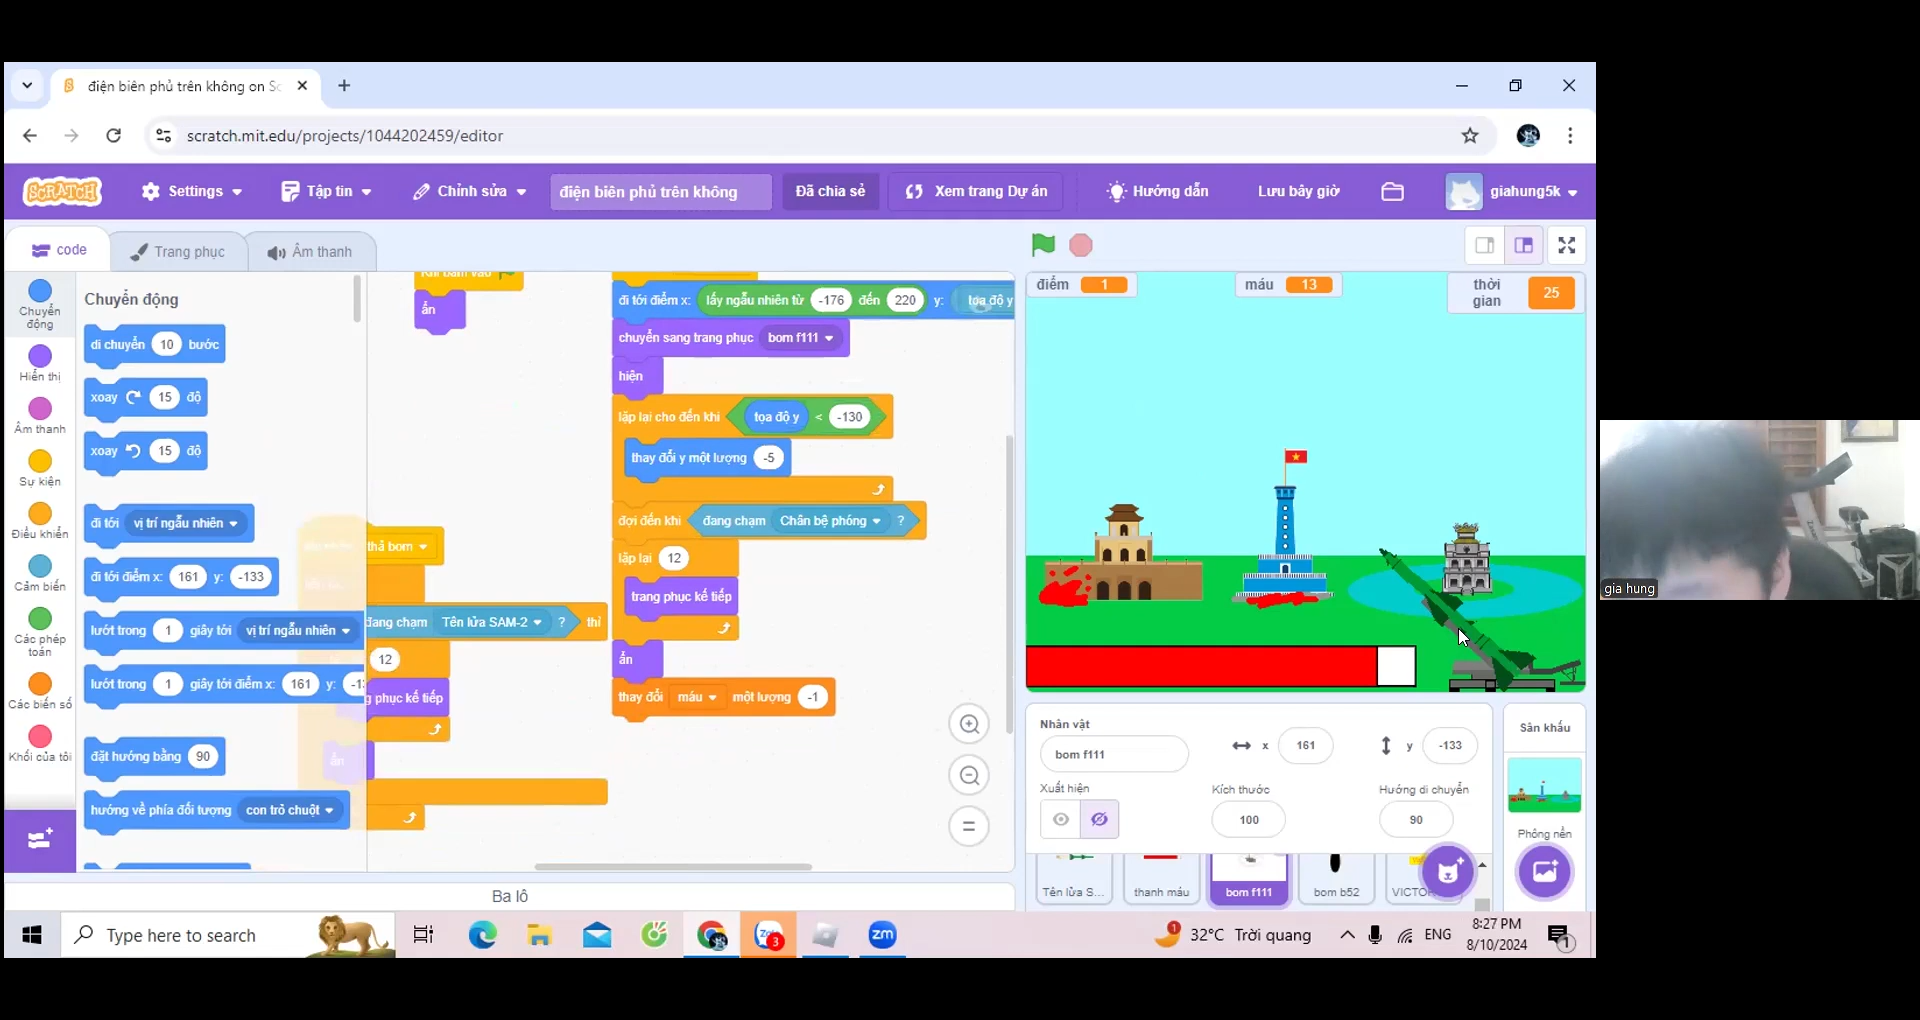 điện biên phủ trên không on Sc
scratch.mit.edu/projects/1044202459/editor
SCRATCH
Settings
Tập tin
Chỉnh sửa
điện biên phủ trên không
Đã chia sẻ
Xem trang Dự án
Hướng dẫn
Lưu bây giờ
giahung5k
code
Trang phục
Âm thanh
Chuyển động
Hiển thị
Âm thanh
Sự kiện
Điều khiển
Cảm biến
Các phép toán
Các biến số
Khối của tôi
Chuyển động
di chuyển 10 bước
xoay 15 độ
xoay 15 độ
đi tới vị trí ngẫu nhiên
đi tới điểm x: 161 y: -133
lướt trong 1 giây tới vị trí ngẫu nhiên
lướt trong 1 giây tới điểm x: 161 y: -1
đặt hướng bằng 90
hướng về phía đối tượng con trỏ chuột
Khi bấm vào
ẩn
thả bom
đang chạm Tên lửa SAM-2 ? thì
12
g phục kế tiếp
ẩn
đi tới điểm x: lấy ngẫu nhiên từ -176 đến 220 y: tọa độ y
chuyển sang trang phục bom f111
hiện
lặp lại cho đến khi tọa độ y < -130
thay đổi y một lượng -5
đợi đến khi đang chạm Chân bệ phóng ?
lặp lại 12
trang phục kế tiếp
ẩn
thay đổi máu một lượng -1
Ba lô
điểm 1
máu 13
thời gian 25
Nhân vật
bom f111
x 161
y -133
Xuất hiện
Kích thước
100
Hướng di chuyển
90
Sân khấu
Phông nền
Tên lửa S...
thanh máu
bom f111
bom b52
VICTO
gia hung
Type here to search
Zalo
3
zm
1
32°C Trời quang
ENG
8:27 PM
8/10/2024
1